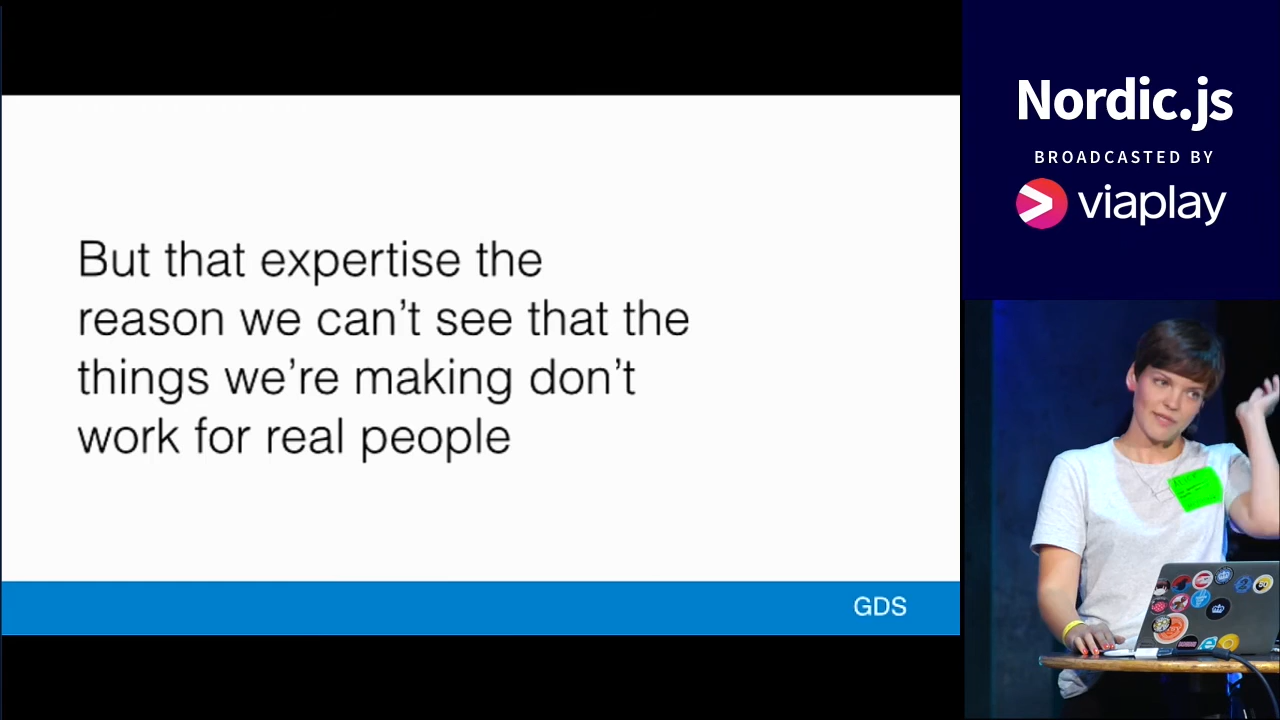 But that expertise the
reason we can't see that the
things we're making don't
work for real people
GDS
Nordic.js
BROADCASTED BY
viaplay